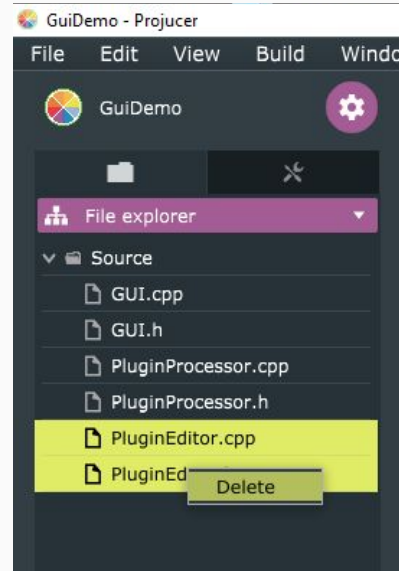 GuiDemo - Projucer
File Edit View Build
GuiDemo
File explorer
Source
GUI.cpp
GUI.h
PluginProcessor.cpp
PluginProcessor.h
PluginEditor.cpp
PluginEd
Delete